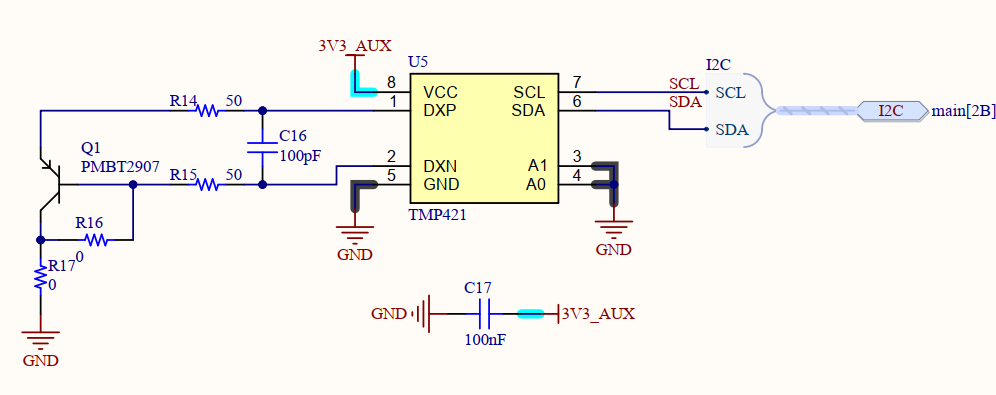 3V3_AUX
U5
I2C
8
VCC
1
DXP
2
DXN
5
GND
SCL
7
SDA
6
A1
3
A0
4
TMP421
SCL
SDA
SCL
SDA
I2C
main[2B]
R14
50
C16
100pF
Q1
PMBT2907
R15
50
R16
0
R17
0
GND
GND
GND
C17
GND
3V3_AUX
100nF